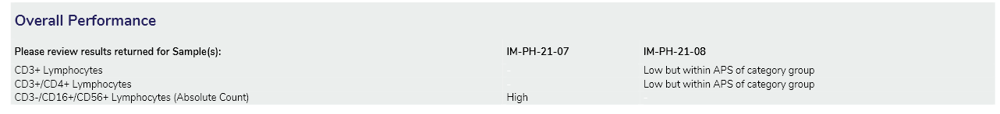 Overall Performance
Please review results returned for Sample(s): IM-PH-21-07 IM-PH-21-08
CD3+ Lymphocytes - Low but within APS of category group
CD3+/CD4+ Lymphocytes - Low but within APS of category group
CD3-/CD16+/CD56+ Lymphocytes (Absolute Count) High -